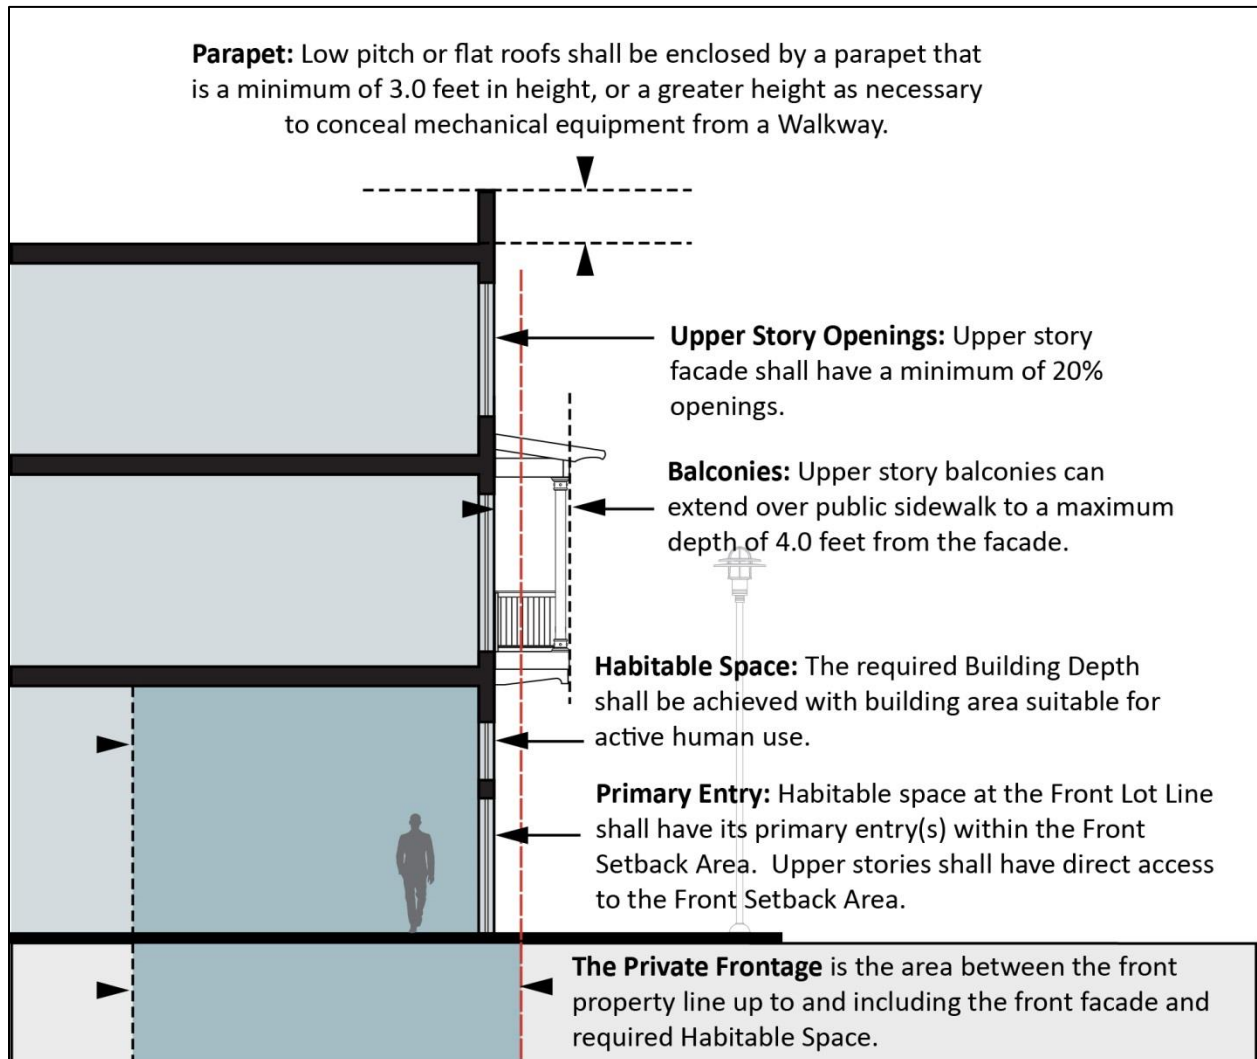 Parapet: Low pitch or flat roofs shall be enclosed by a parapet that
is a minimum of 3.0 feet in height, or a greater height as necessary
to conceal mechanical equipment from a Walkway.
Upper Story Openings: Upper story
facade shall have a minimum of 20%
openings.
Balconies: Upper story balconies can
extend over public sidewalk to a maximum
depth of 4.0 feet from the facade.
Habitable Space: The required Building Depth
shall be achieved with building area suitable for
active human use.
Primary Entry: Habitable space at the Front Lot Line
shall have its primary entry(s) within the Front
Setback Area. Upper stories shall have direct access
to the Front Setback Area.
The Private Frontage is the area between the front
property line up to and including the front facade and
required Habitable Space.